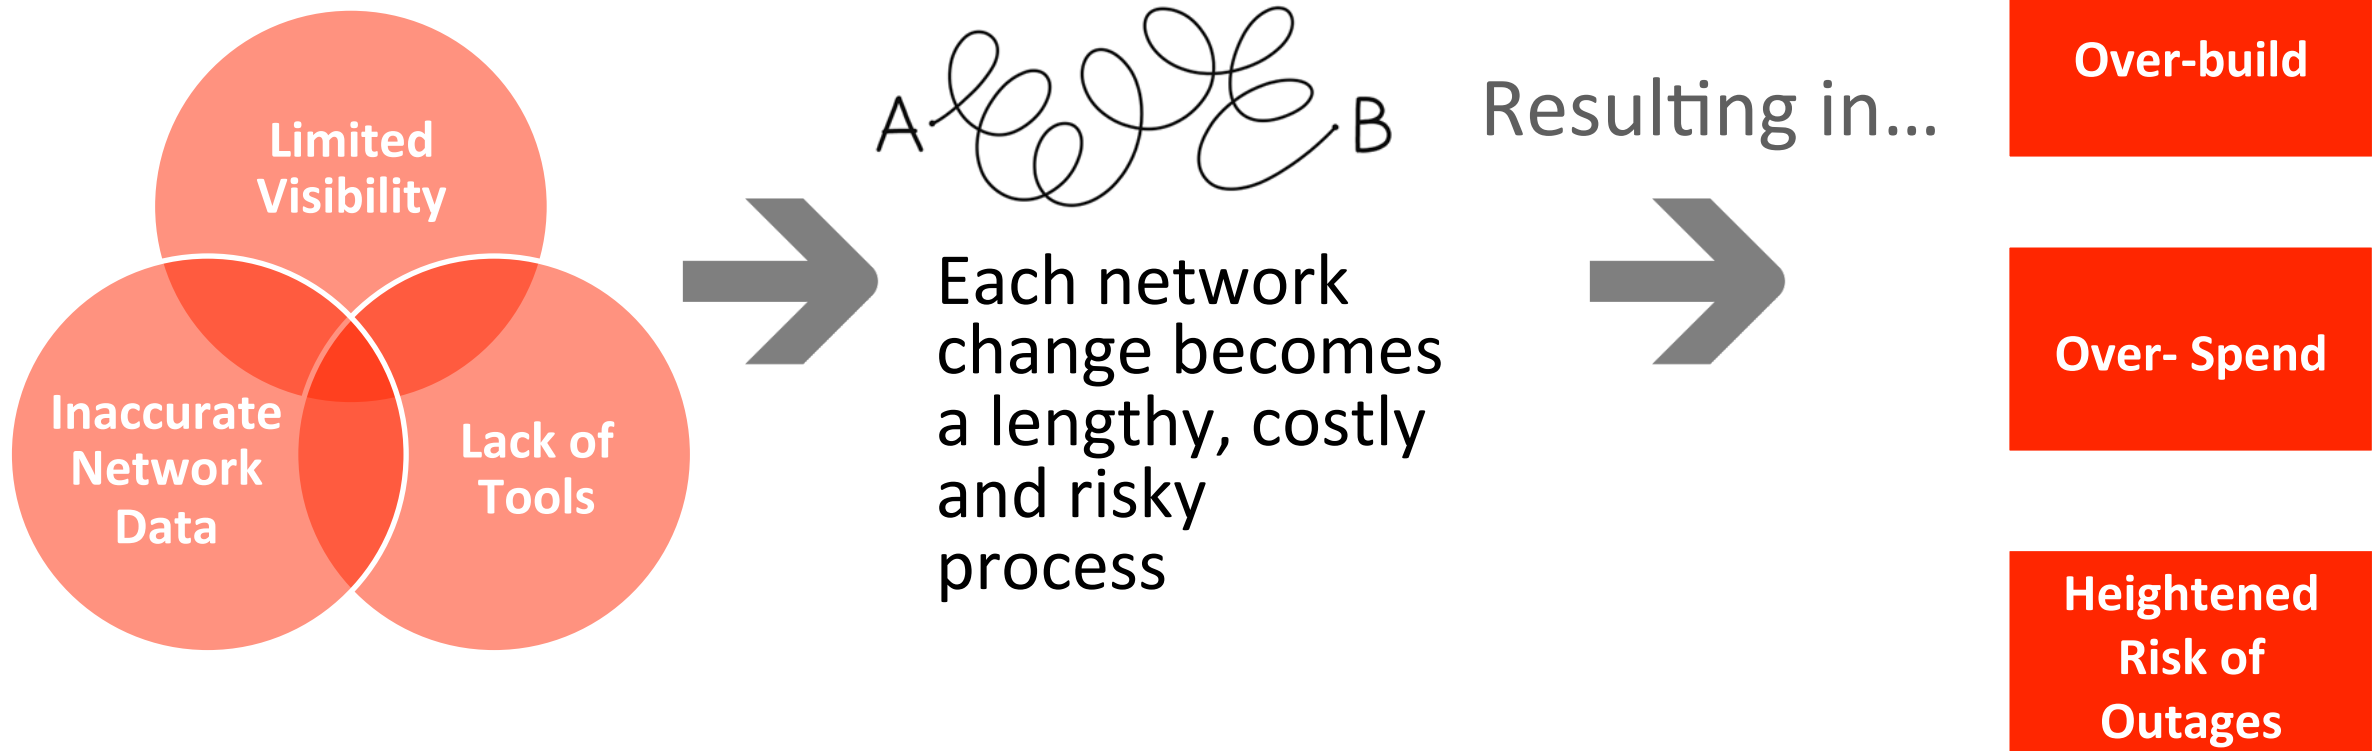 Limited
Visibility
Inaccurate
Network
Data
Lack of
Tools
A
B
Each network
change becomes
a lengthy, costly
and risky
process
Resulting in...
Over-build
Over- Spend
Heightened
Risk of
Outages